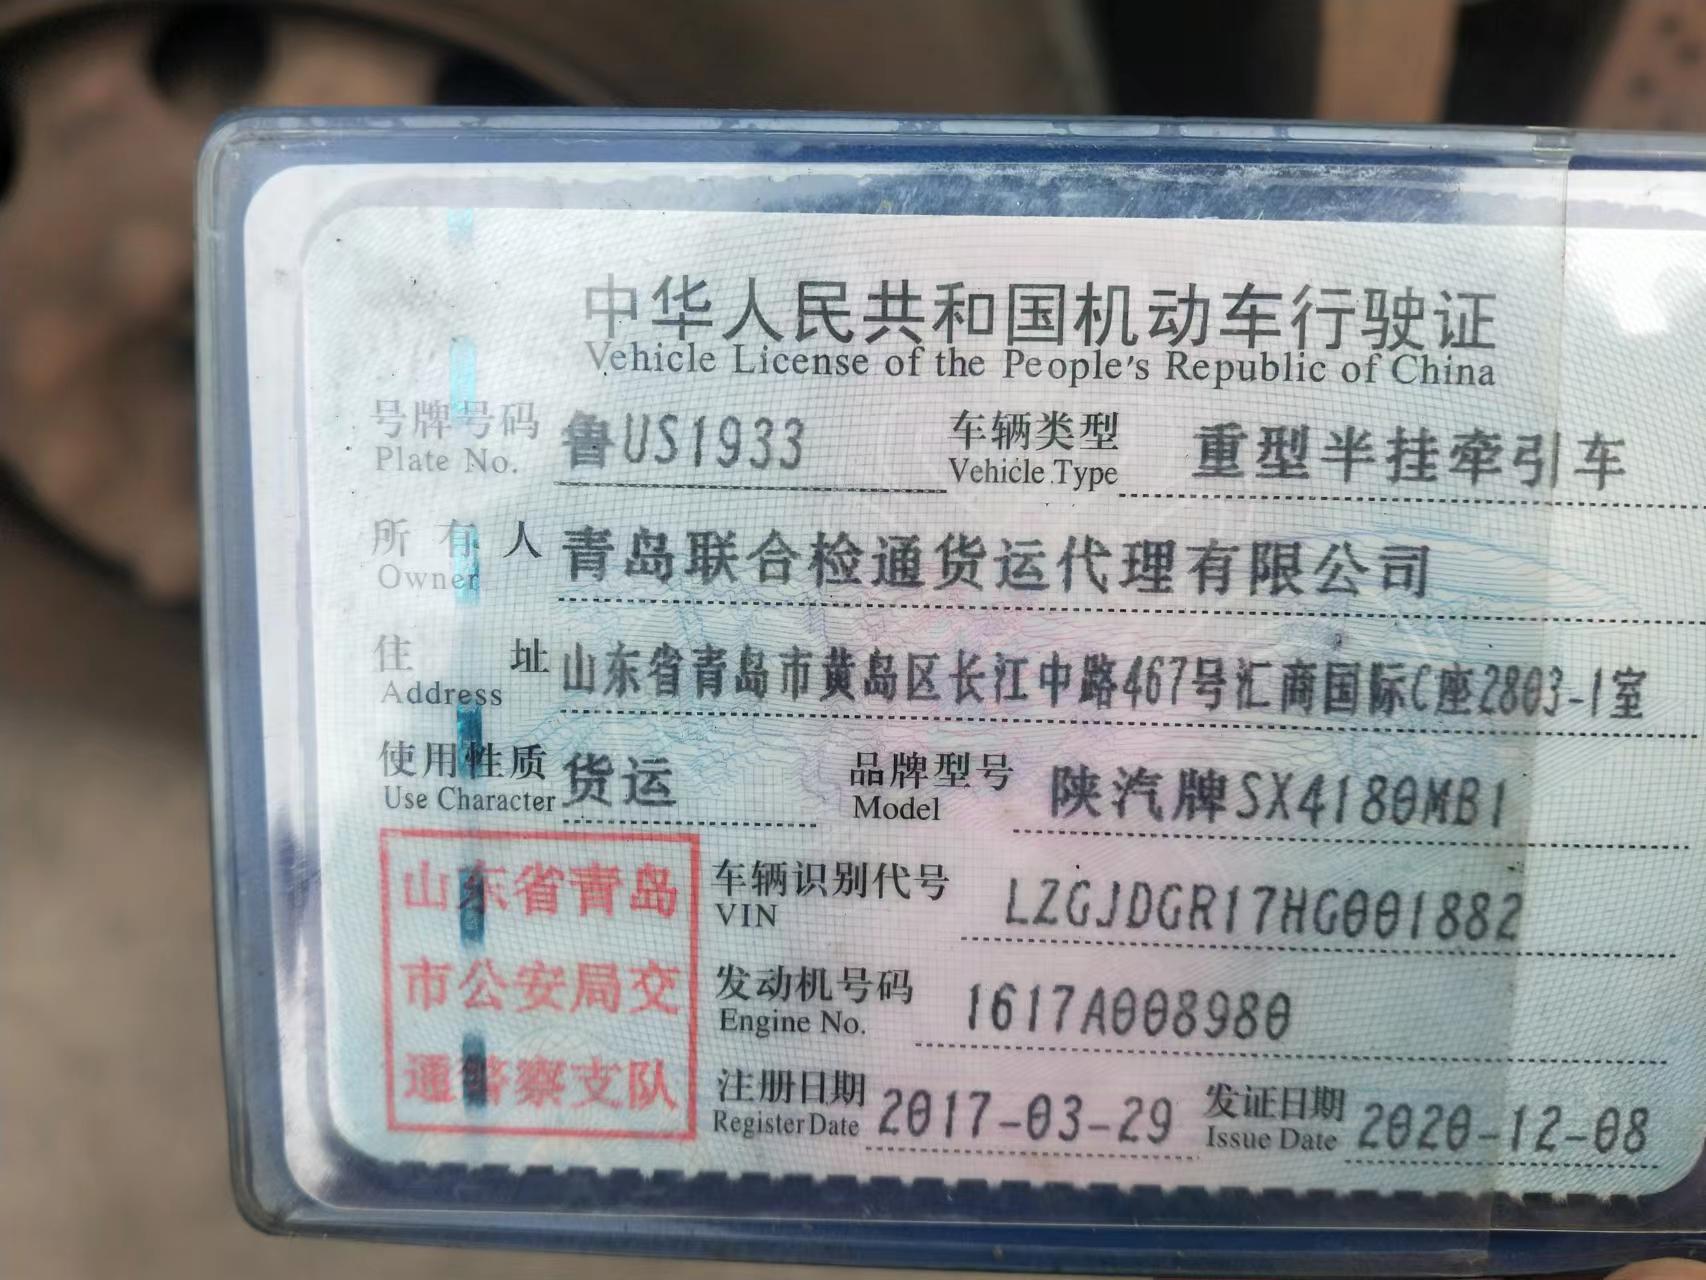 中华人民共和国机动车行驶证
Vehicle License of the People's Republic of China
号牌号码 鲁US1933 车辆类型 重型半挂牵引车
Plate No. Vehicle Type
所有人 青岛联合检通货运代理有限公司
Owner
住址 山东省青岛市黄岛区长江中路467号汇商国际C座2803-1室
Address
使用性质 货运 品牌型号 陕汽牌SX4180MB1
Use Character Model
山东省青岛
市公安局交
通警察支队
车辆识别代号 LZGJDGR17HG001882
VIN
发动机号码 1617A008980
Engine No.
注册日期 2017-03-29 发证日期 2020-12-08
Register Date Issue Date